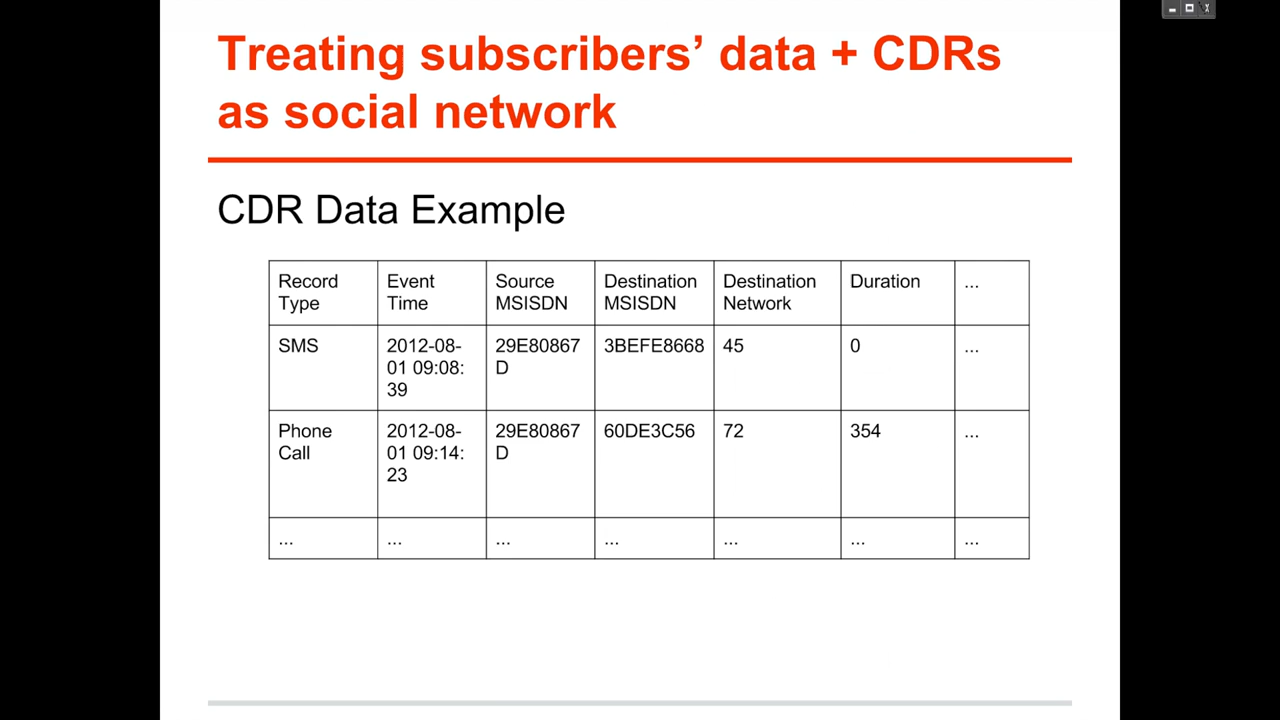 Treating subscribers’ data + CDRs
as social network
CDR Data Example
Record Type | Event Time | Source MSISDN | Destination MSISDN | Destination Network | Duration | ...
SMS | 2012-08-01 09:08:39 | 29E80867D | 3BEFE8668 | 45 | 0 | ...
Phone Call | 2012-08-01 09:14:23 | 29E80867D | 60DE3C56 | 72 | 354 | ...
... | ... | ... | ... | ... | ... | ...